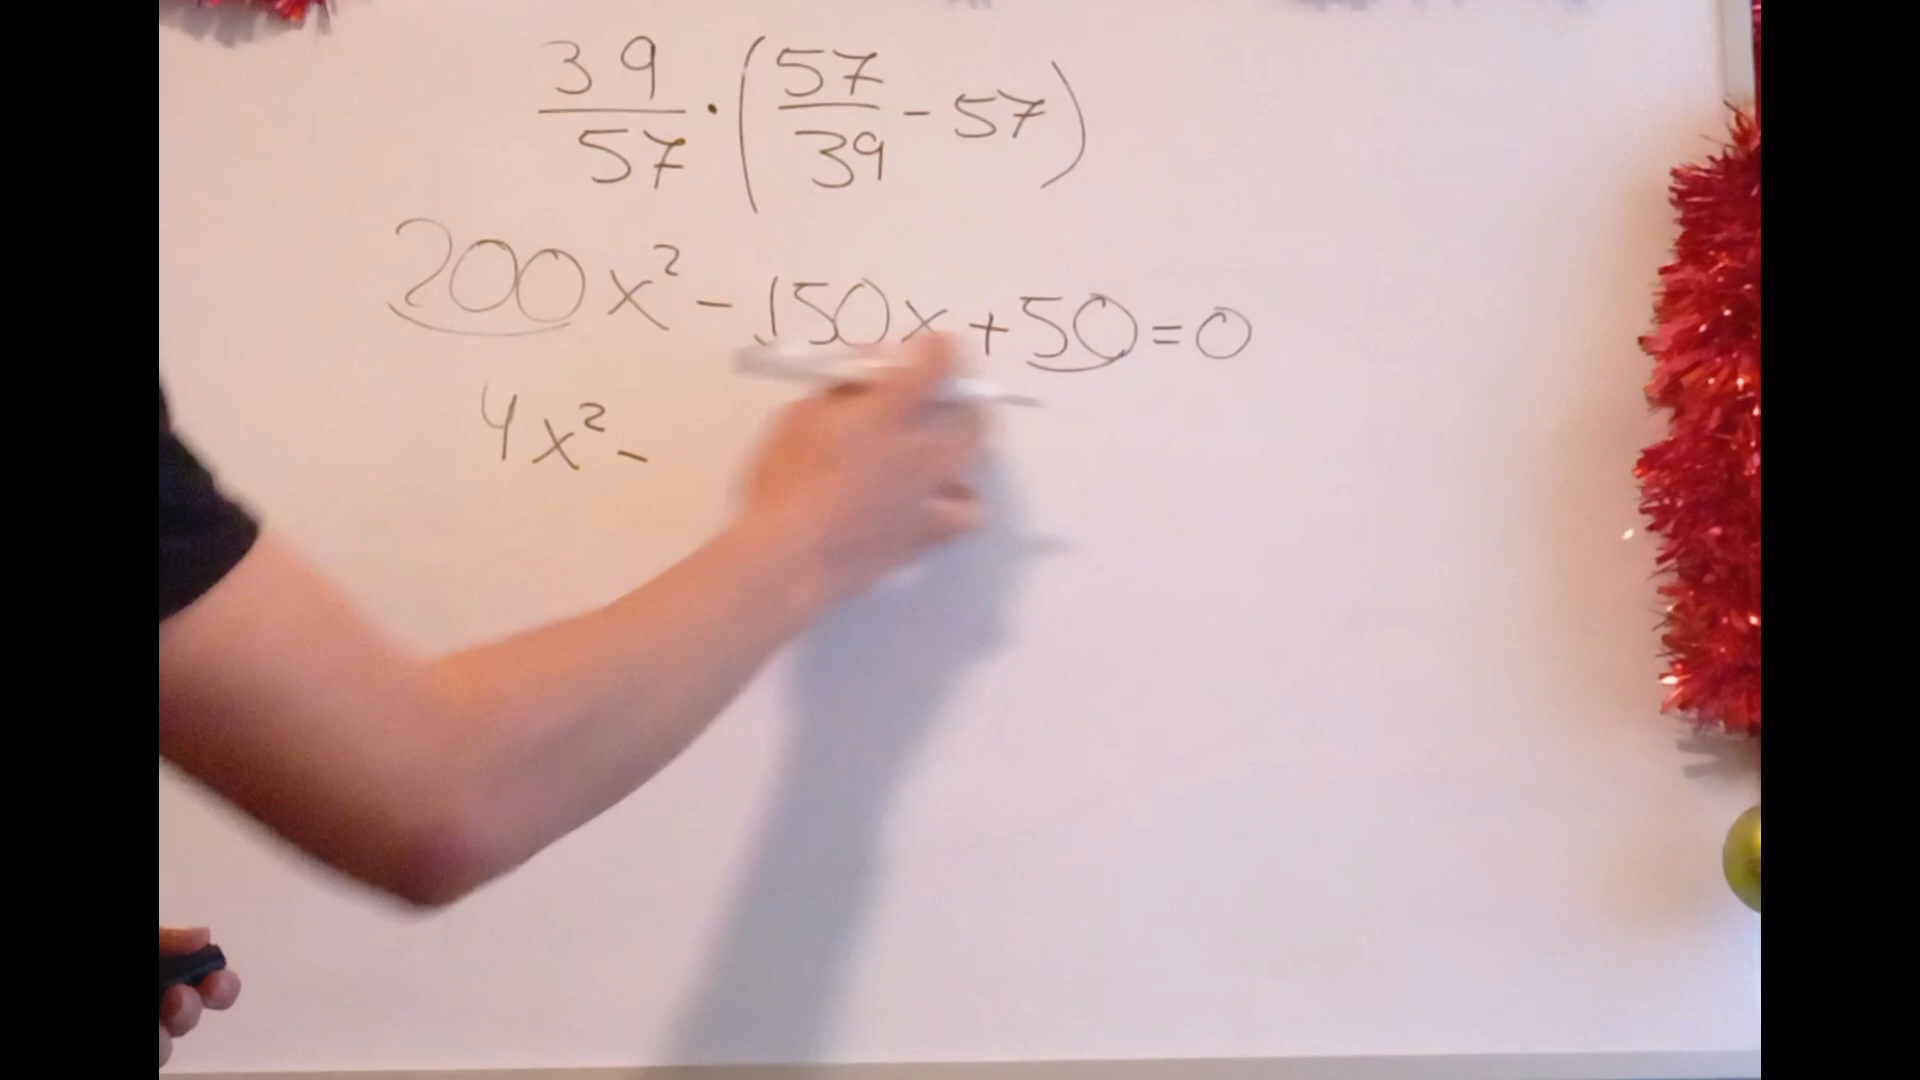 39/57 · (57/39 - 57)
200x² - 150x + 50 = 0
4x² -